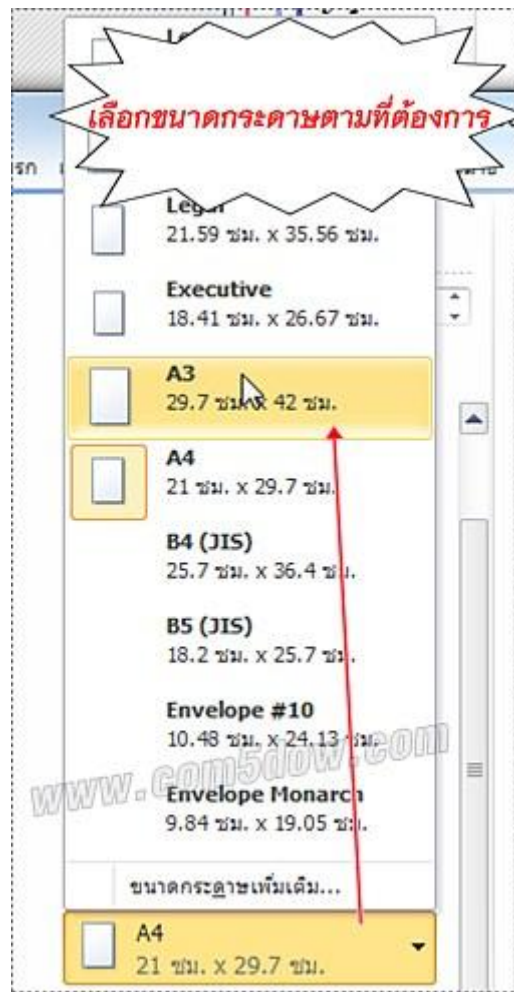 เลือกขนาดกระดาษตามที่ต้องการ
Legal
21.59 ซม. x 35.56 ซม.
Executive
18.41 ซม. x 26.67 ซม.
A3
29.7 ซม. x 42 ซม.
A4
21 ซม. x 29.7 ซม.
B4 (JIS)
25.7 ซม. x 36.4 ซม.
B5 (JIS)
18.2 ซม. x 25.7 ซม.
Envelope #10
10.48 ซม. x 24.13 ซม.
www.com5dow.com
Envelope Monarch
9.84 ซม. x 19.05 ซม.
ขนาดกระดาษเพิ่มเติม...
A4
21 ซม. x 29.7 ซม.